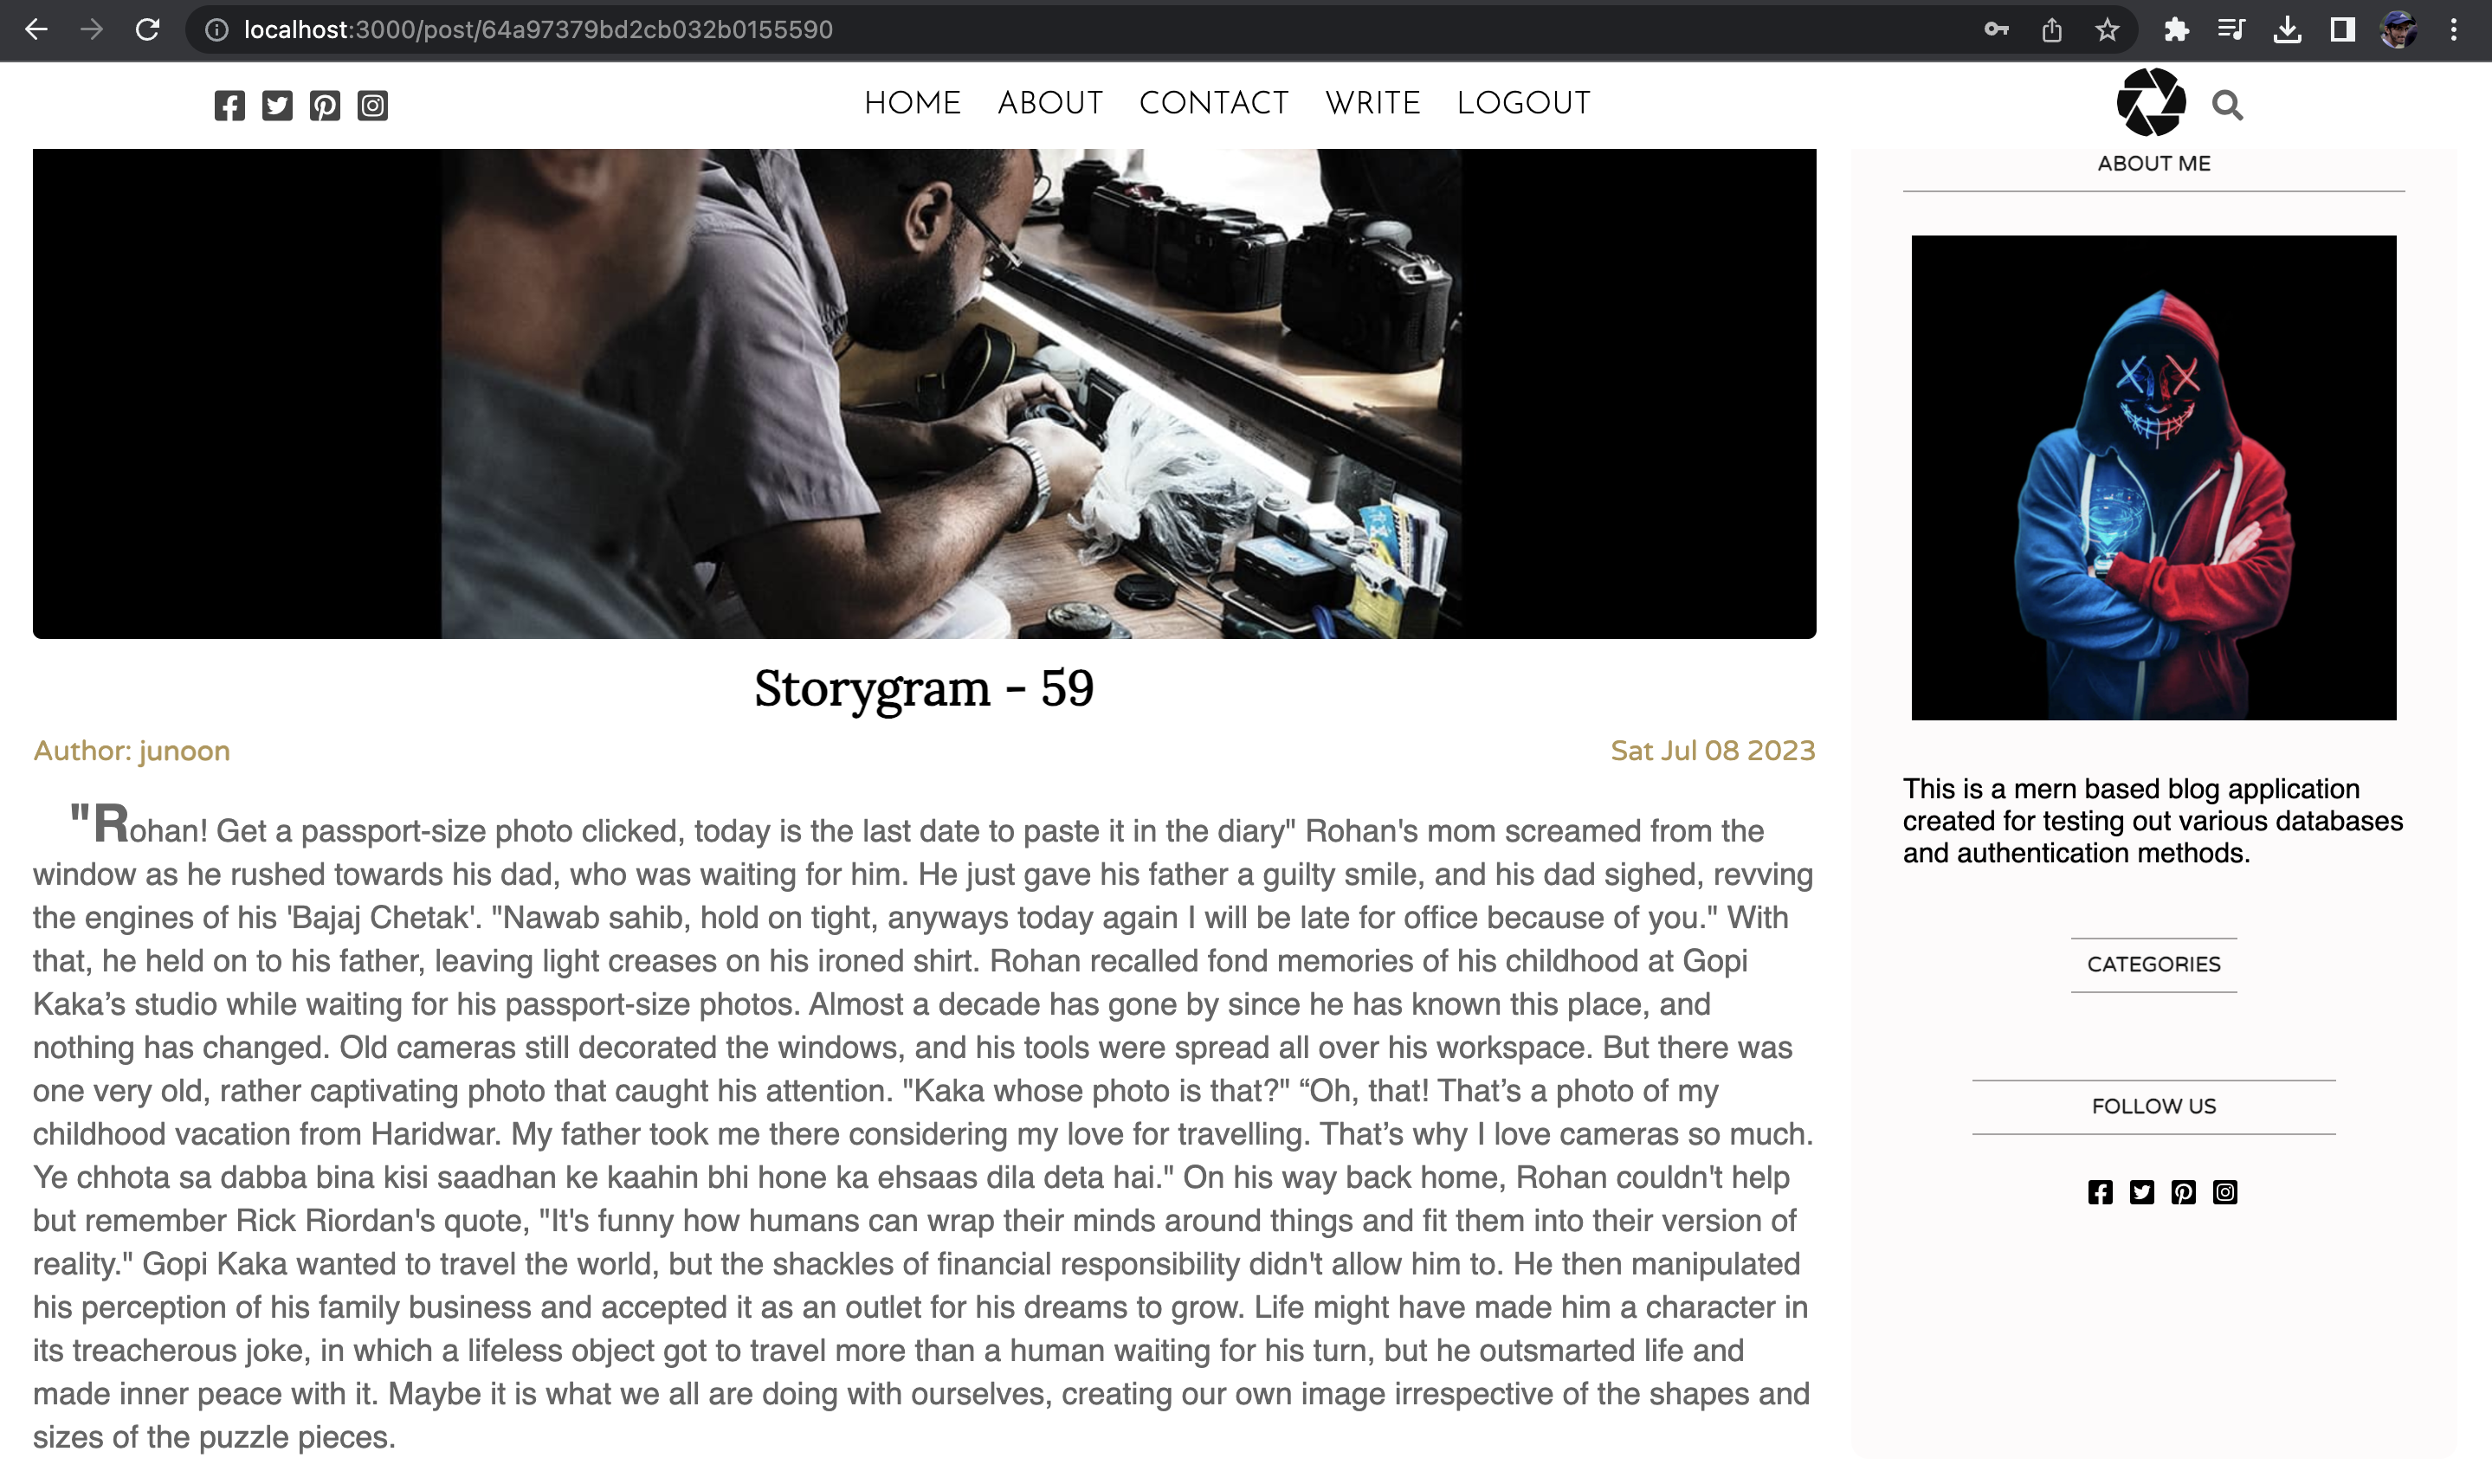 localhost:3000/post/64a97379bd2cb032b0155590
HOME ABOUT CONTACT WRITE LOGOUT
Storygram - 59
Author: junoon Sat Jul 08 2023
"Rohan! Get a passport-size photo clicked, today is the last date to paste it in the diary" Rohan's mom screamed from the
window as he rushed towards his dad, who was waiting for him. He just gave his father a guilty smile, and his dad sighed, revving
the engines of his 'Bajaj Chetak'. "Nawab sahib, hold on tight, anyways today again I will be late for office because of you." With
that, he held on to his father, leaving light creases on his ironed shirt. Rohan recalled fond memories of his childhood at Gopi
Kaka’s studio while waiting for his passport-size photos. Almost a decade has gone by since he has known this place, and
nothing has changed. Old cameras still decorated the windows, and his tools were spread all over his workspace. But there was
one very old, rather captivating photo that caught his attention. "Kaka whose photo is that?" “Oh, that! That’s a photo of my
childhood vacation from Haridwar. My father took me there considering my love for travelling. That’s why I love cameras so much.
Ye chhota sa dabba bina kisi saadhan ke kaahin bhi hone ka ehsaas dila deta hai." On his way back home, Rohan couldn't help
but remember Rick Riordan's quote, "It's funny how humans can wrap their minds around things and fit them into their version of
reality." Gopi Kaka wanted to travel the world, but the shackles of financial responsibility didn't allow him to. He then manipulated
his perception of his family business and accepted it as an outlet for his dreams to grow. Life might have made him a character in
its treacherous joke, in which a lifeless object got to travel more than a human waiting for his turn, but he outsmarted life and
made inner peace with it. Maybe it is what we all are doing with ourselves, creating our own image irrespective of the shapes and
sizes of the puzzle pieces.
ABOUT ME
This is a mern based blog application
created for testing out various databases
and authentication methods.
CATEGORIES
FOLLOW US